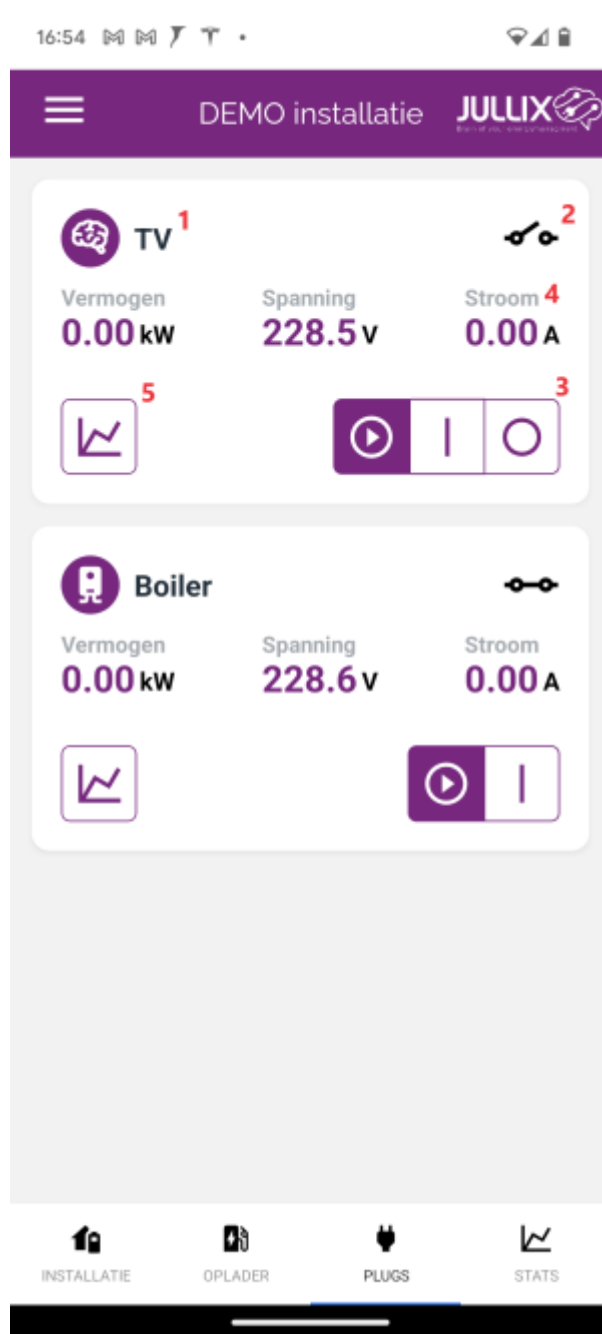 16:54
DEMO installatie JULLIX
TV 1 2
Vermogen Spanning Stroom 4
0.00 kW 228.5 V 0.00 A
5 3
Boiler
Vermogen Spanning Stroom
0.00 kW 228.6 V 0.00 A
INSTALLATIE OPLADER PLUGS STATS